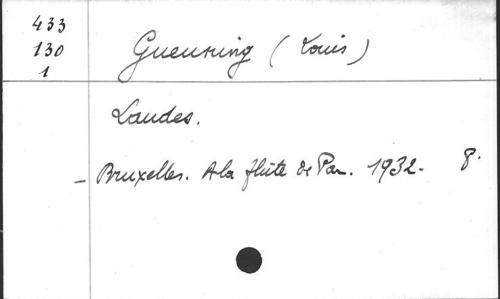 433
130
1
Gueuning (Louis)
Laudes.
- Bruxelles. A la flûte de Pan. 1932. 8.